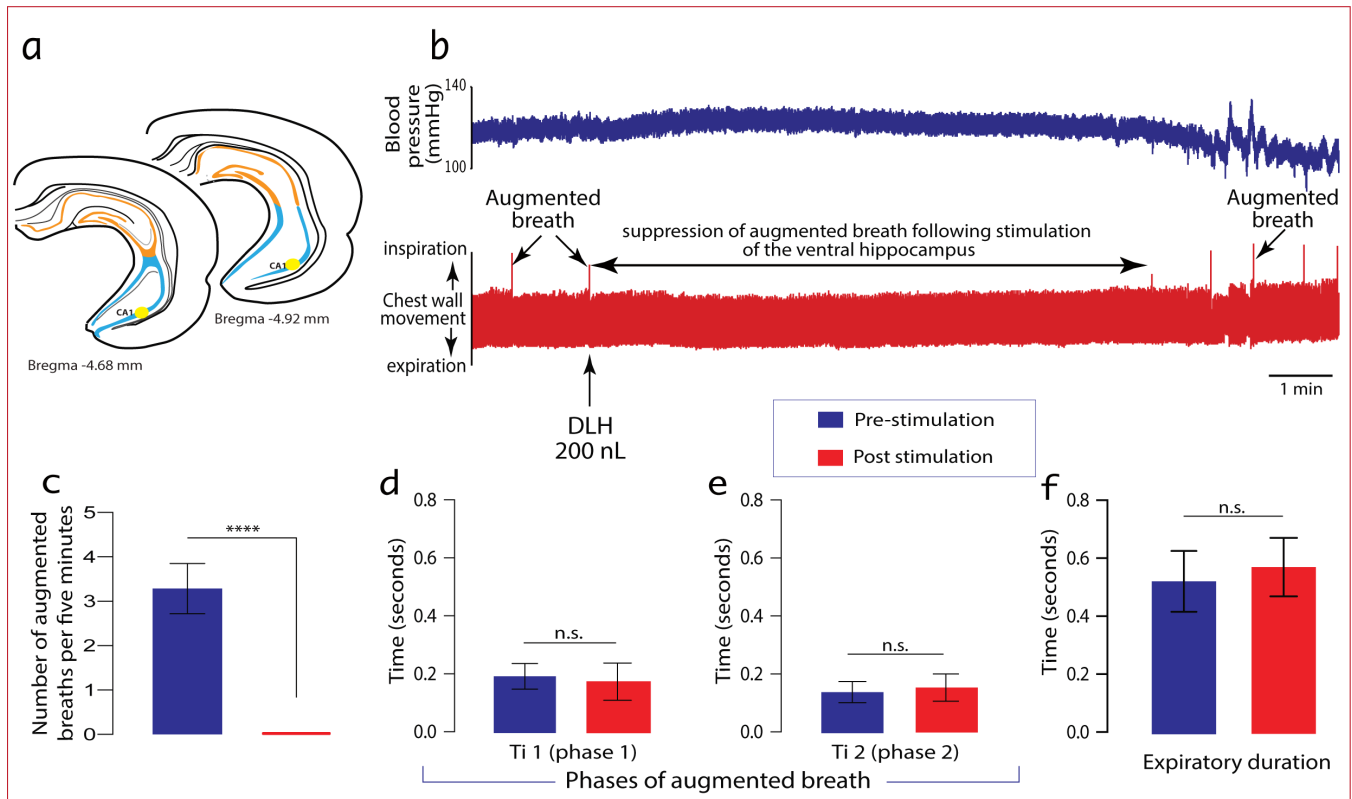 a
CA1
Bregma -4.68 mm
CA1
Bregma -4.92 mm
b
Blood
pressure
(mmHg)
140
100
Augmented
breath
suppression of augmented breath following stimulation
of the ventral hippocampus
Augmented
breath
inspiration
Chest wall
movement
expiration
DLH
200 nL
1 min
Pre-stimulation
Post stimulation
c
Number of augmented
breaths per five minutes
5
4
3
2
1
0
****
d
Time (seconds)
0.8
0.6
0.4
0.2
0.0
n.s.
Ti 1 (phase 1)
e
Time (seconds)
0.8
0.6
0.4
0.2
0.0
n.s.
Ti 2 (phase 2)
Phases of augmented breath
f
Time (seconds)
0.8
0.6
0.4
0.2
0.0
n.s.
Expiratory duration